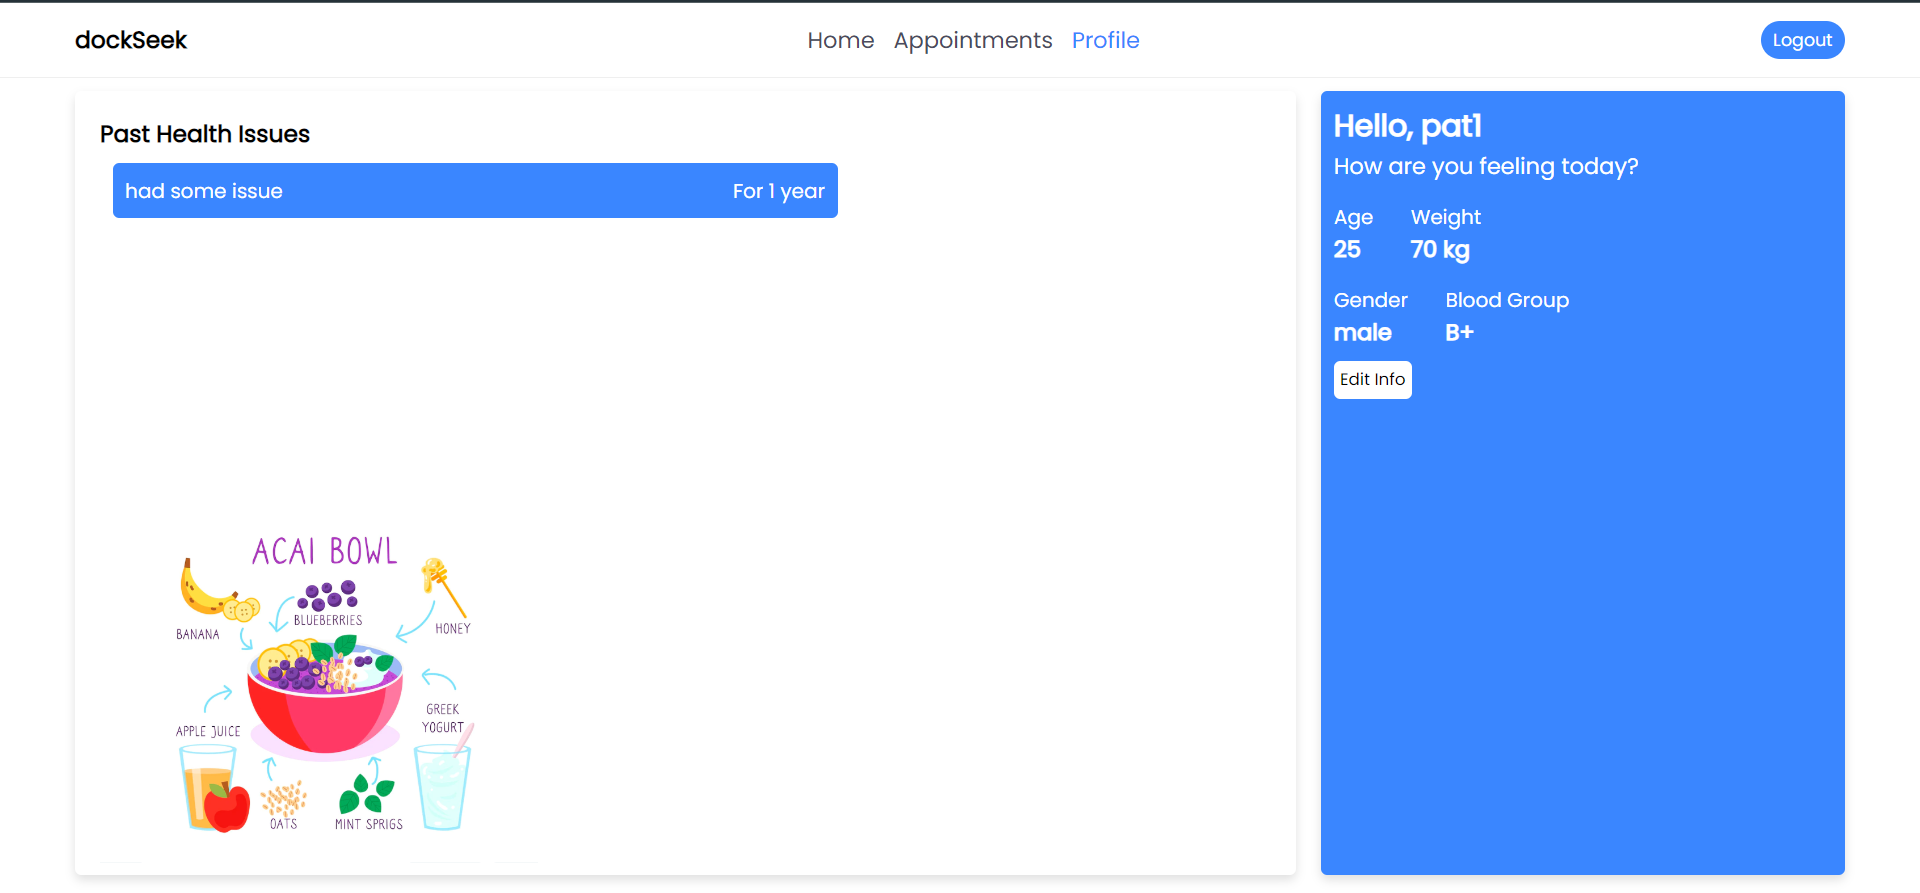 dockSeek
Home Appointments Profile
Logout
Past Health Issues
had some issue For 1 year
ACAI BOWL
BANANA
BLUEBERRIES
HONEY
APPLE JUICE
GREEK
YOGURT
OATS
MINT SPRIGS
Hello, pat1
How are you feeling today?
Age Weight
25 70 kg
Gender Blood Group
male B+
Edit Info